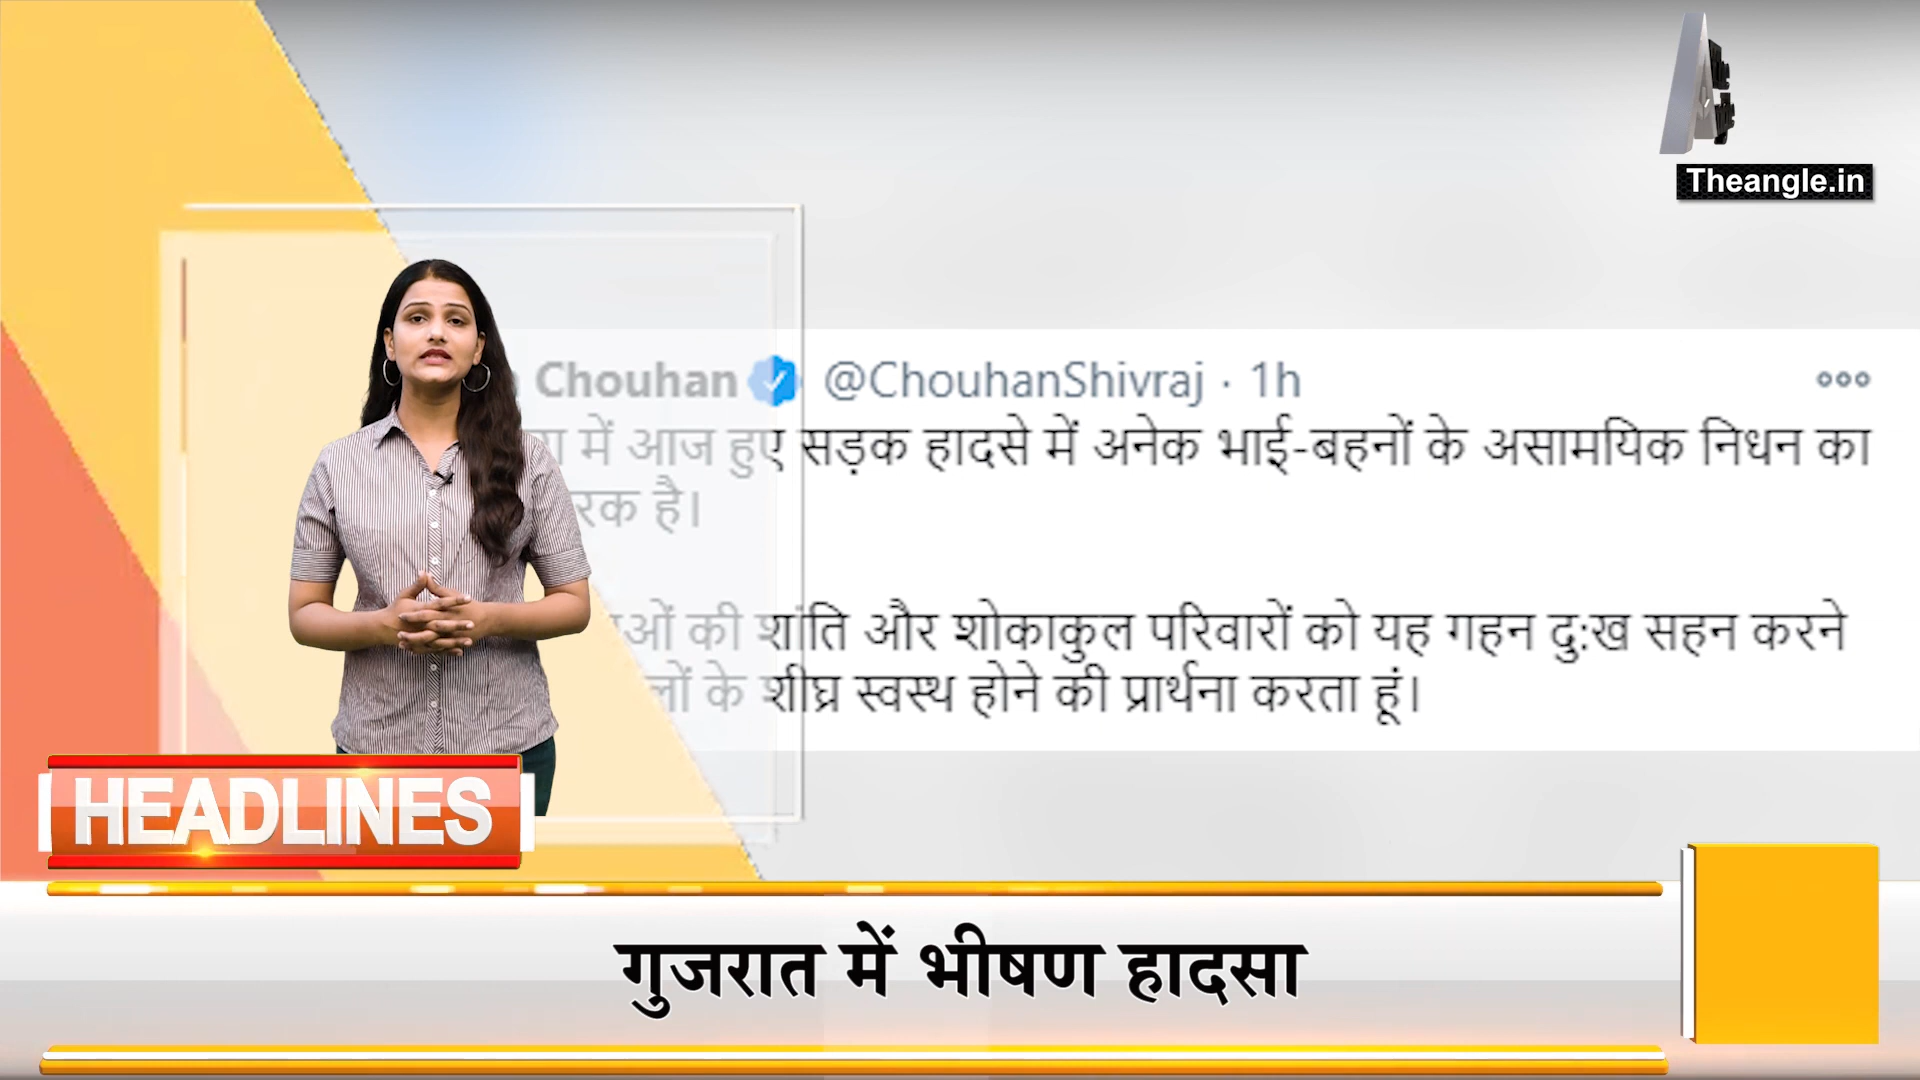 Theangle.in
Chouhan @ChouhanShivraj · 1h
में आज हुए सड़क हादसे में अनेक भाई-बहनों के असामयिक निधन का
है।
की शांति और शोकाकुल परिवारों को यह गहन दु:ख सहन करने
के शीघ्र स्वस्थ होने की प्रार्थना करता हूं।
HEADLINES
गुजरात में भीषण हादसा